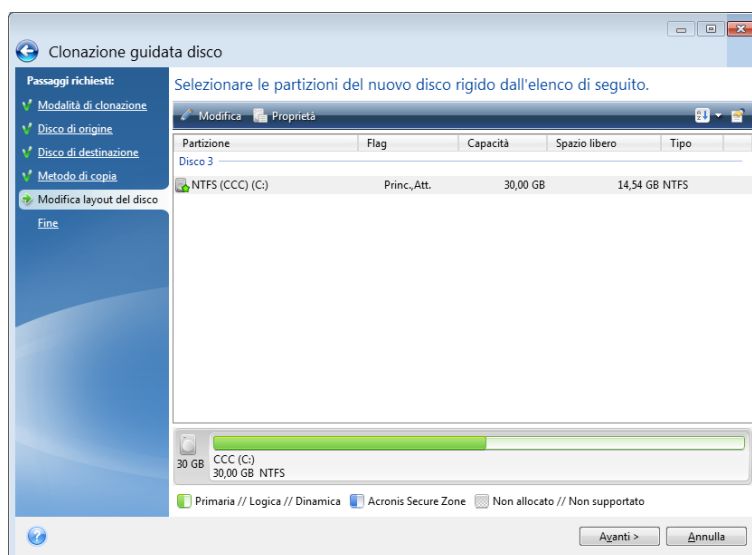 Clonazione guidata disco
Passaggi richiesti:
Modalità di clonazione
Disco di origine
Disco di destinazione
Metodo di copia
Modifica layout del disco
Fine
Selezionare le partizioni del nuovo disco rigido dall'elenco di seguito.
Modifica Proprietà
Partizione Flag Capacità Spazio libero Tipo
Disco 3
NTFS (CCC) (C:) Princ.,Att. 30,00 GB 14,54 GB NTFS
30 GB
CCC (C:)
30,00 GB NTFS
Primaria // Logica // Dinamica Acronis Secure Zone Non allocato // Non supportato
Avanti > Annulla